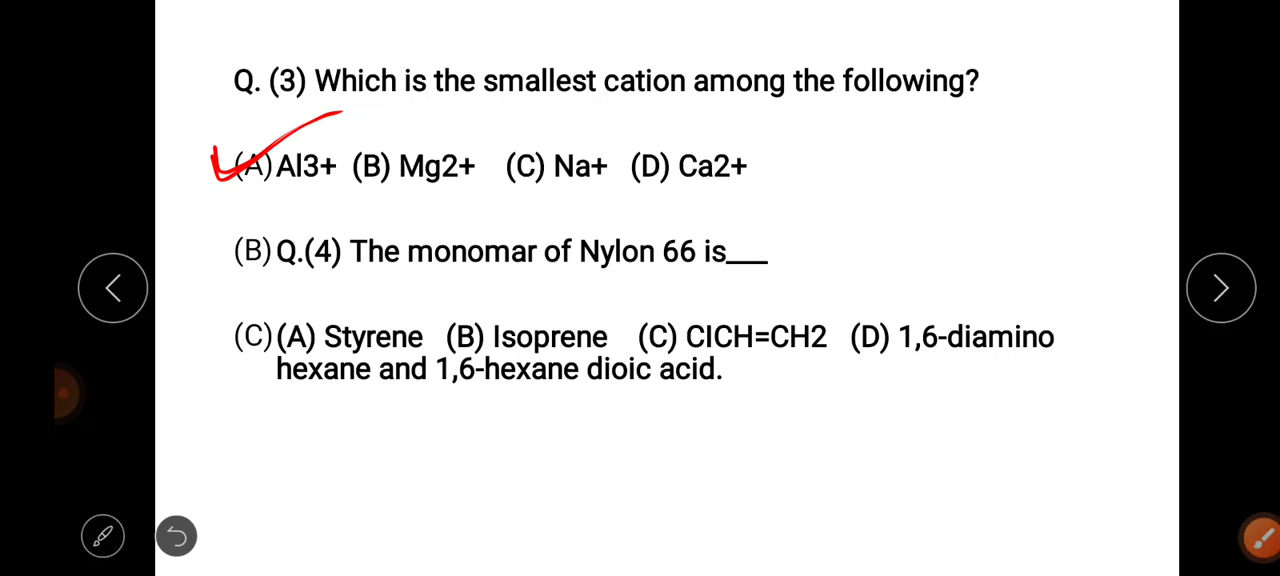 Q. (3) Which is the smallest cation among the following?
(A) Al3+ (B) Mg2+ (C) Na+ (D) Ca2+
(B) Q.(4) The monomar of Nylon 66 is___
(C) (A) Styrene (B) Isoprene (C) CICH=CH2 (D) 1,6-diamino
hexane and 1,6-hexane dioic acid.